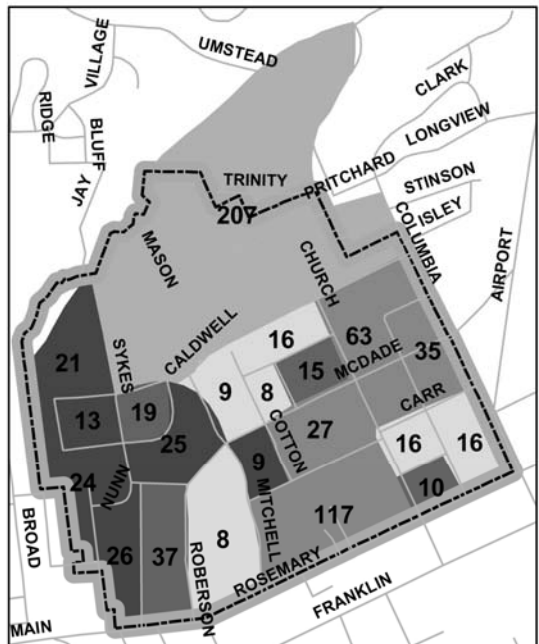 UMSTEAD
VILLAGE
RIDGE
BLUFF
JAY
CLARK
LONGVIEW
PRITCHARD
TRINITY
STINSON
ISLEY
COLUMBIA
AIRPORT
207
MASON
CHURCH
CALDWELL
SYKES
21
16
63
35
15
MCDADE
9
8
13
19
COTTON
CARR
25
27
16
16
24
NUNN
9
MITCHELL
10
117
26
37
8
BROAD
ROBERSON
ROSEMARY
FRANKLIN
MAIN